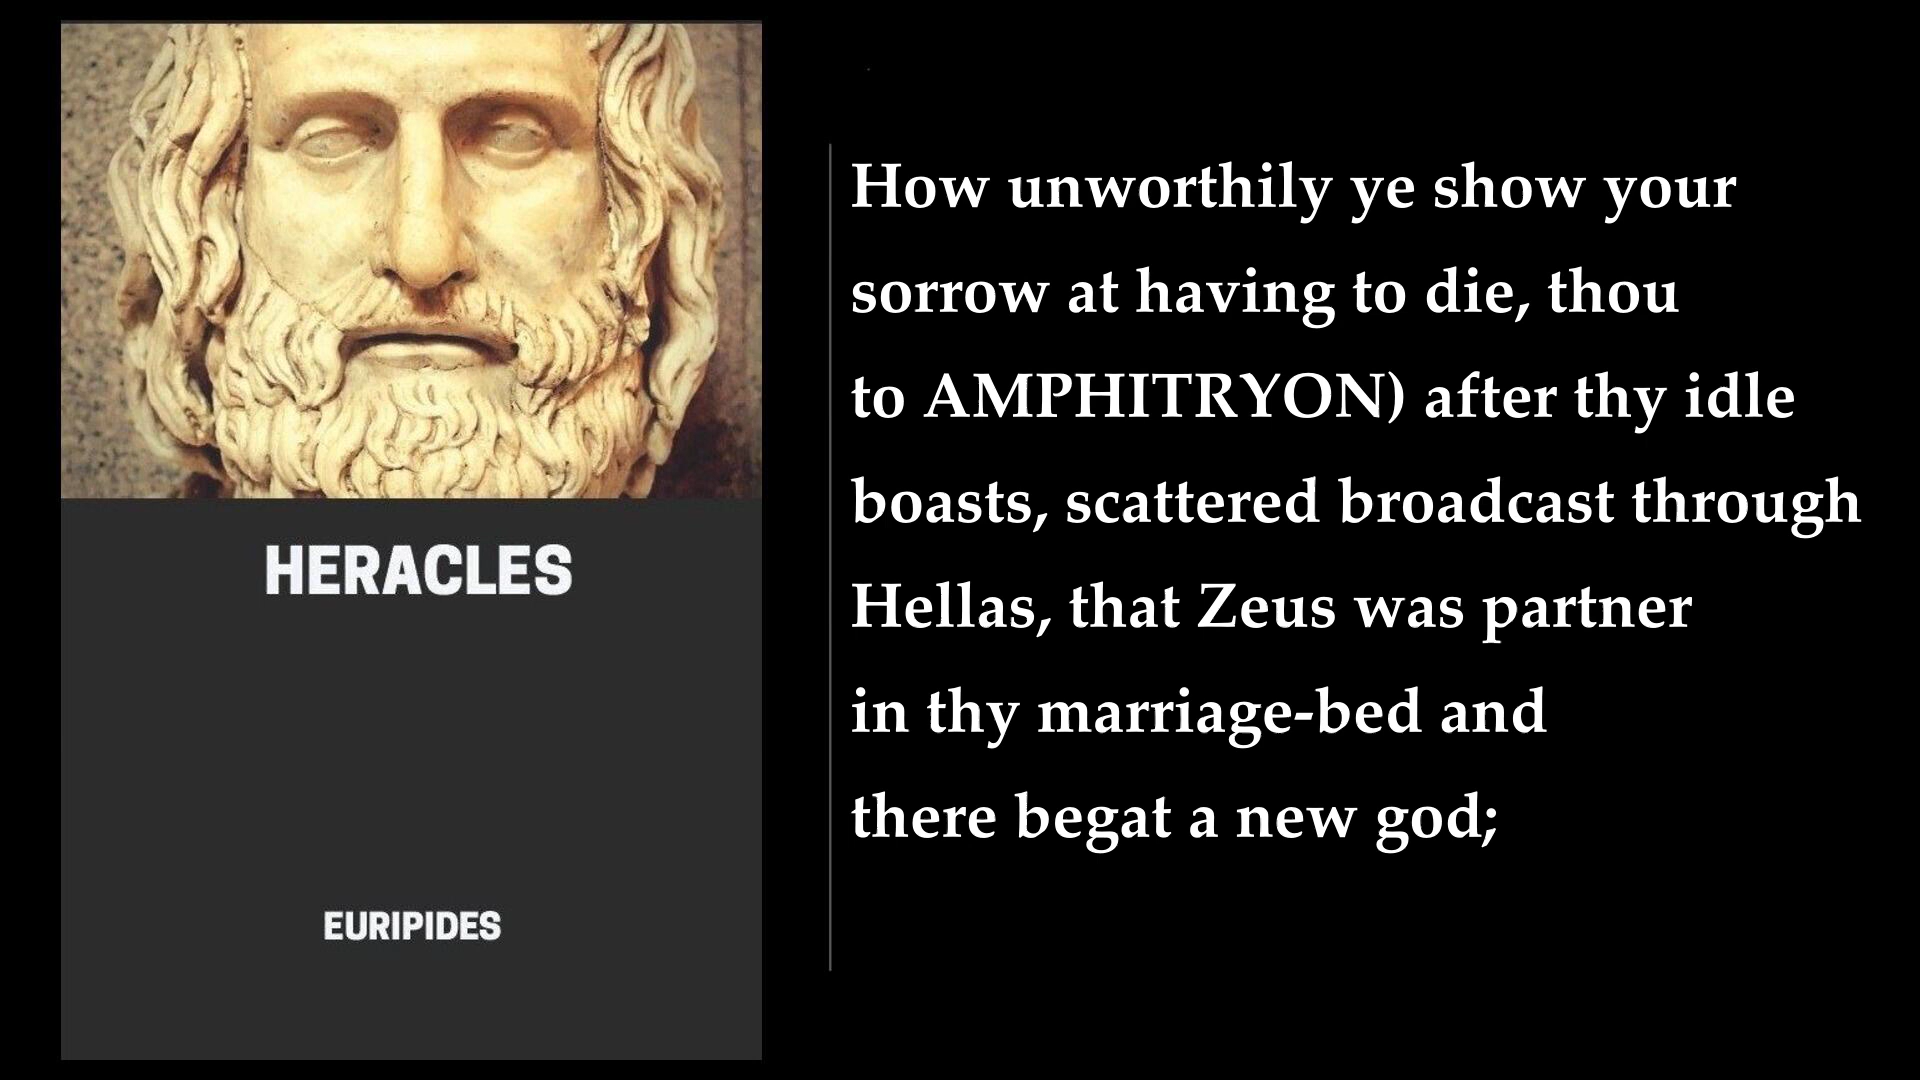 HERACLES
EURIPIDES
How unworthily ye show your
sorrow at having to die, thou
to AMPHITRYON) after thy idle
boasts, scattered broadcast through
Hellas, that Zeus was partner
in thy marriage-bed and
there begat a new god;